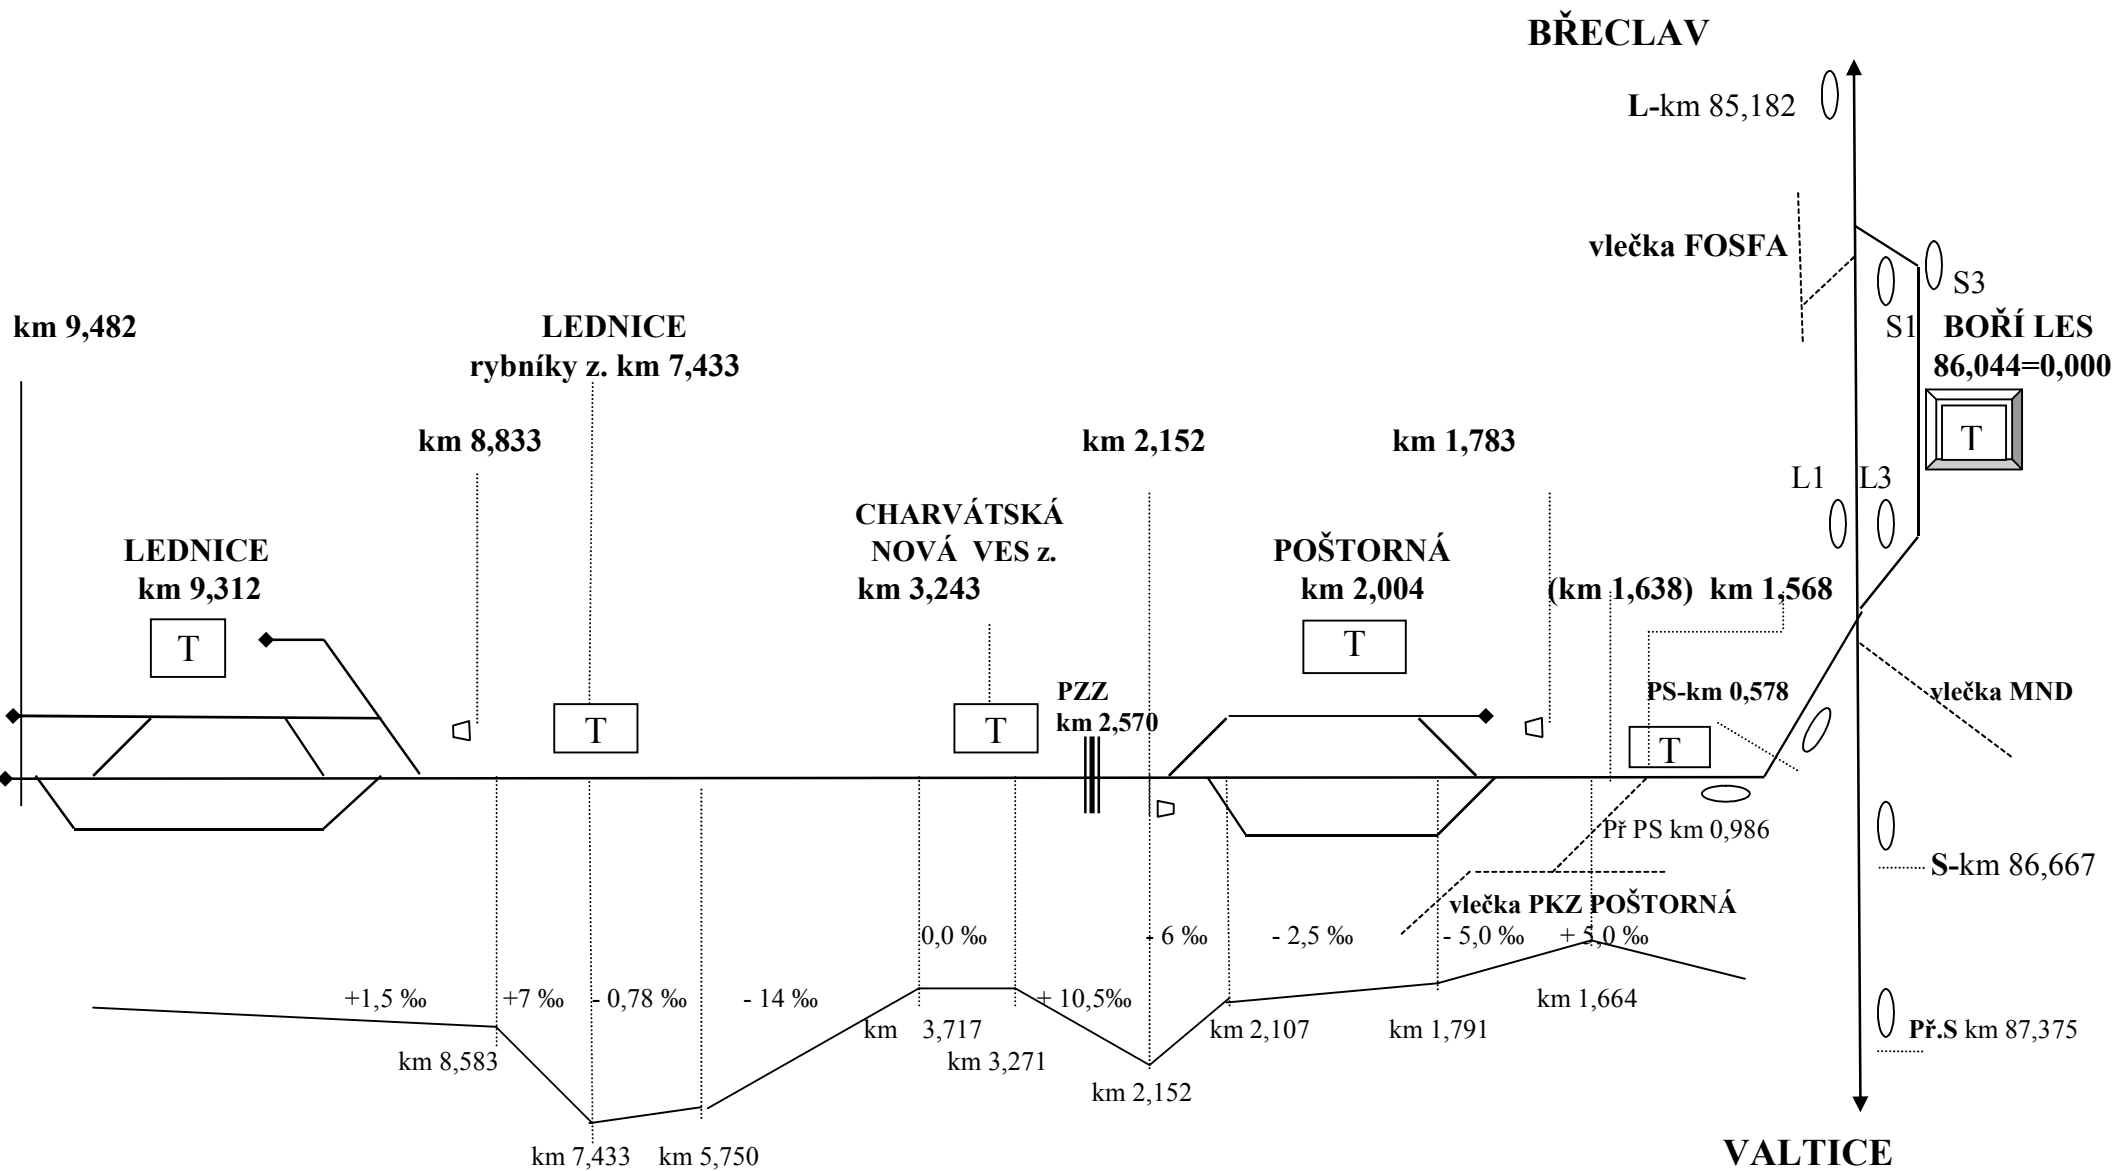 BŘECLAV
L-km 85,182
vlečka FOSFA
S3
S1
BOŘÍ LES
86,044=0,000
T
km 9,482
LEDNICE
rybníky z. km 7,433
km 8,833
km 2,152
km 1,783
L1
L3
CHARVÁTSKÁ
NOVÁ VES z.
km 3,243
LEDNICE
km 9,312
T
POŠTORNÁ
km 2,004
T
(km 1,638)
km 1,568
T
T
PZZ
km 2,570
PS-km 0,578
T
vlečka MND
Př PS km 0,986
S-km 86,667
vlečka PKZ POŠTORNÁ
0,0 ‰
- 6 ‰
- 2,5 ‰
- 5,0 ‰
+ 5,0 ‰
+1,5 ‰
+7 ‰
- 0,78 ‰
- 14 ‰
+ 10,5‰
km 1,664
km 3,717
km 2,107
km 1,791
Př.S km 87,375
km 8,583
km 3,271
km 2,152
km 7,433
km 5,750
VALTICE